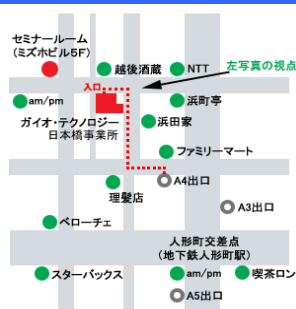 セミナールーム
(ミズホビル5F)
越後酒蔵
NTT
左写真の視点
入口
am/pm
浜町亭
ガイオ・テクノロジー
日本橋事業所
浜田家
ファミリーマート
A4出口
理髪店
A3出口
ベローチェ
人形町交差点
(地下鉄人形町駅)
スターバックス
am/pm
喫茶ロン
A5出口